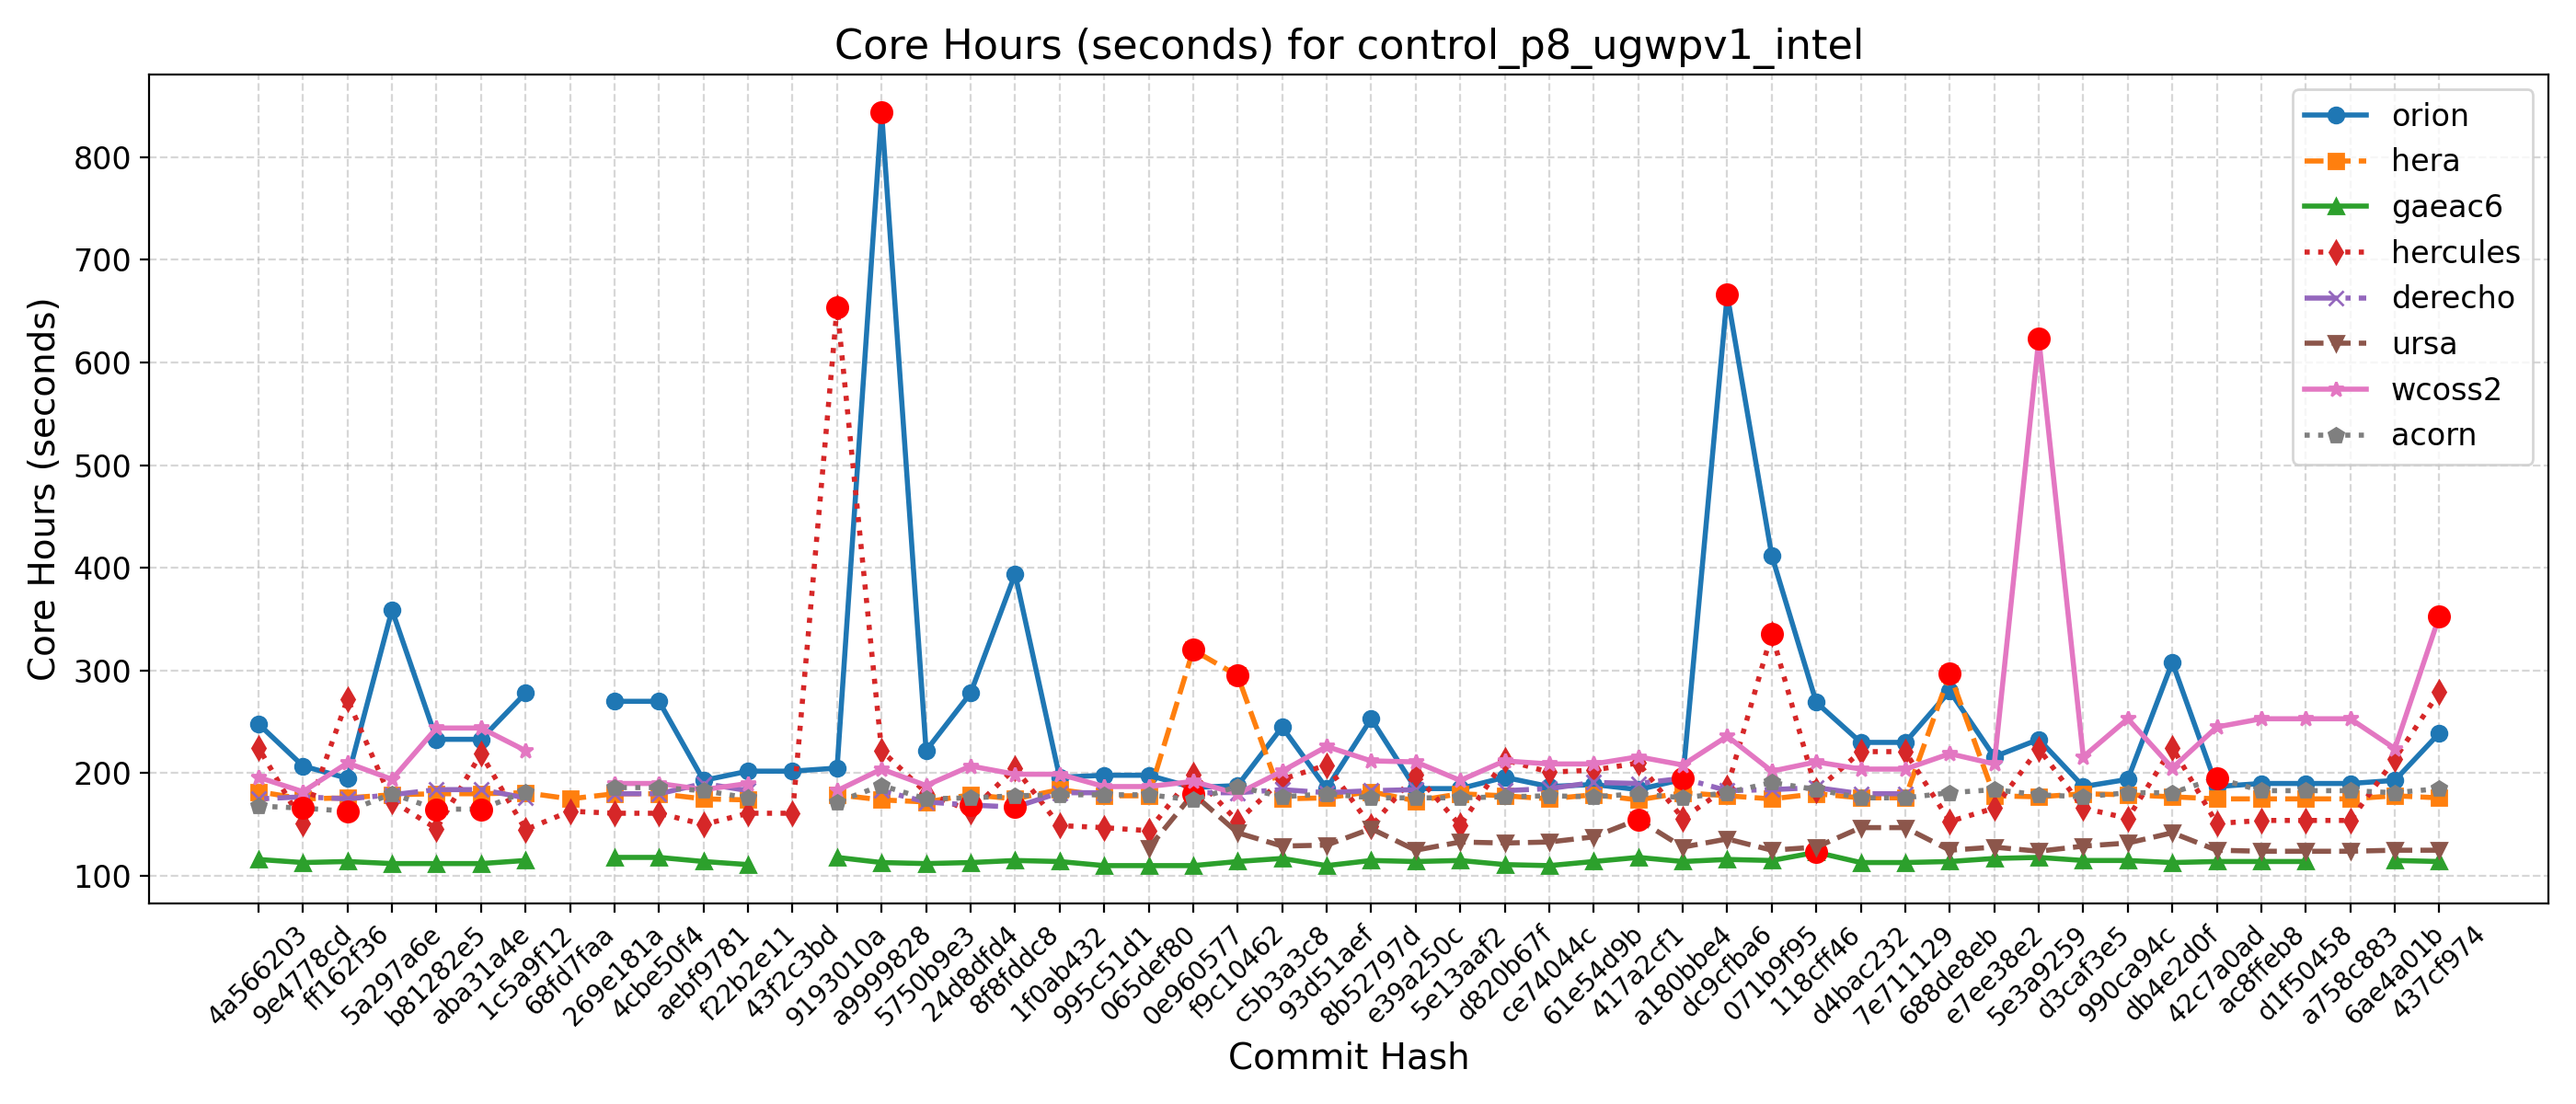 Core Hours (seconds) for control_p8_ugwpv1_intel
Core Hours (seconds)
800
700
600
500
400
300
200
100
orion
hera
gaeac6
hercules
derecho
ursa
wcoss2
acorn
4a566203
9e4778cd
ff162f36
5a297a6e
b81282e5
aba31a4e
1c5a9f12
68fd7faa
269e181a
4cbe50f4
aebf9781
f22b2e11
43f2c3bd
9193010a
a9999828
5750b9e3
24d8dfd4
8f8fddc8
1f0ab432
995c51d1
065def80
0e960577
f9c10462
c5b3a3c8
93d51aef
8b52797d
e39a250c
5e13aaf2
d820b67f
ce74044c
61e54d9b
417a2cf1
a180bbe4
dc9cfba6
071b9f95
118cff46
d4bac232
7e711129
688de8eb
e7ee38e2
5e3a9259
d3caf3e5
990ca94c
db4e2d0f
42c7a0ad
ac8ffeb8
d1f50458
a758c883
6ae4a01b
437cf974
Commit Hash